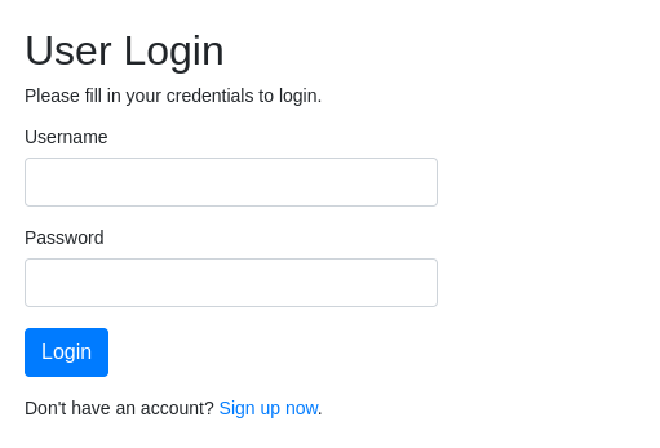 User Login
Please fill in your credentials to login.
Username
Password
Login
Don't have an account? Sign up now.